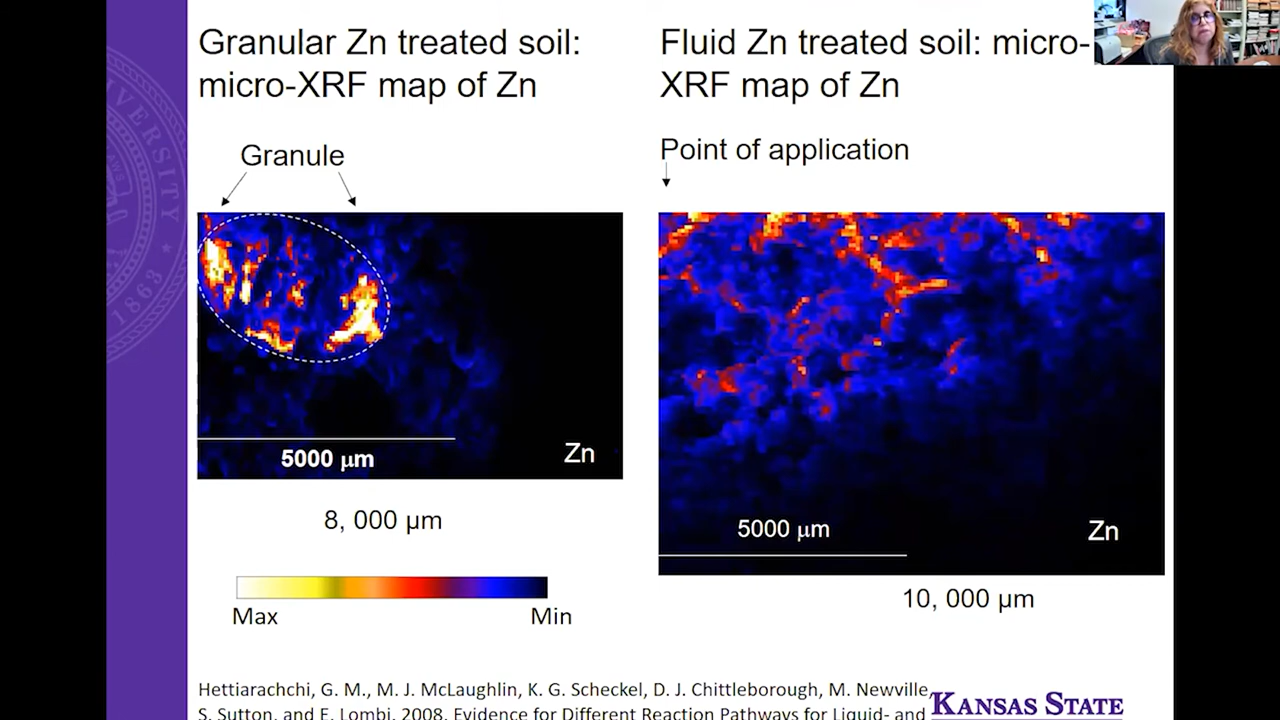 Granular Zn treated soil:
micro-XRF map of Zn
Fluid Zn treated soil: micro-
XRF map of Zn
Granule
Point of application
5000 μm
Zn
8, 000 μm
Max
Min
5000 μm
Zn
10, 000 μm
Hettiarachchi, G. M., M. J. McLaughlin, K. G. Scheckel, D. J. Chittleborough, M. Newville,
S. Sutton, and E. Lombi. 2008. Evidence for Different Reaction Pathways for Liquid- and
KANSAS STATE
VERSITY
1863